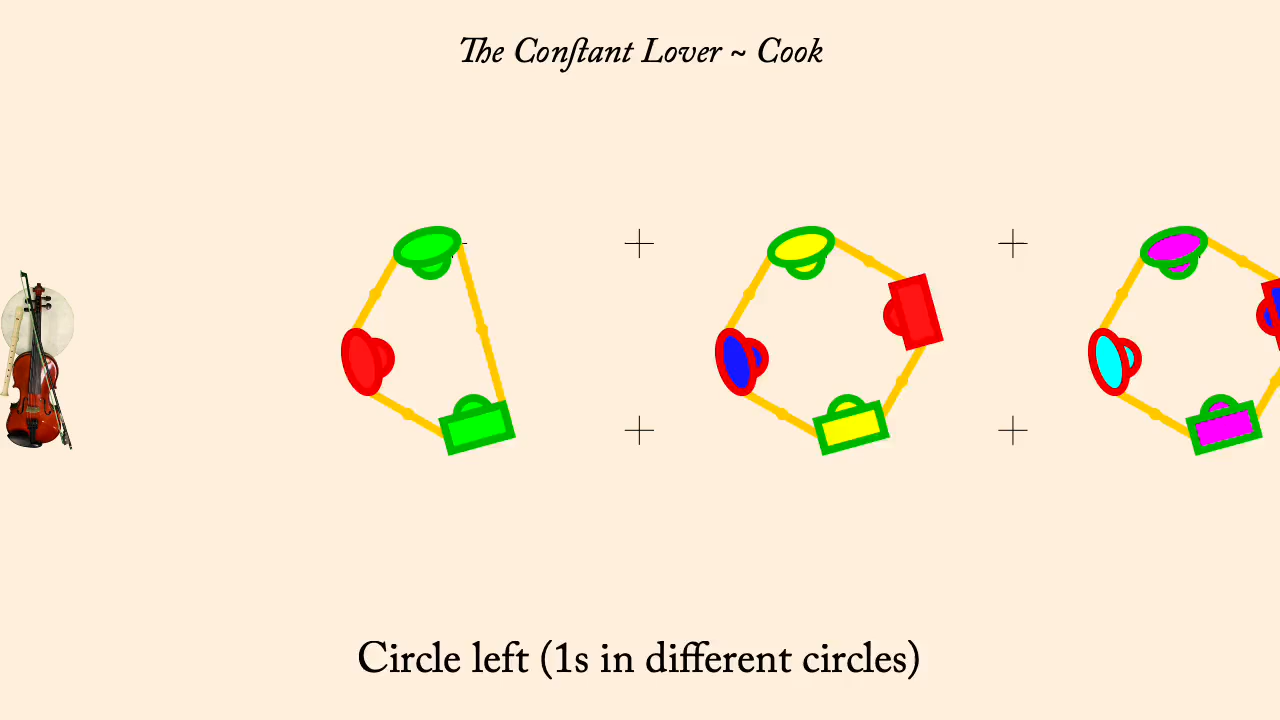 The Conſtant Lover ~ Cook
Circle left (1s in different circles)